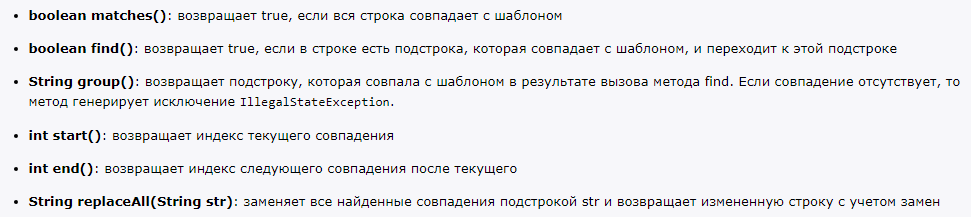 boolean matches(): возвращает true, если вся строка совпадает с шаблоном
boolean find(): возвращает true, если в строке есть подстрока, которая совпадает с шаблоном, и переходит к этой подстроке
String group(): возвращает подстроку, которая совпала с шаблоном в результате вызова метода find. Если совпадение отсутствует, то
метод генерирует исключение IllegalStateException.
int start(): возвращает индекс текущего совпадения
int end(): возвращает индекс следующего совпадения после текущего
String replaceAll(String str): заменяет все найденные совпадения подстрокой str и возвращает измененную строку с учетом замен